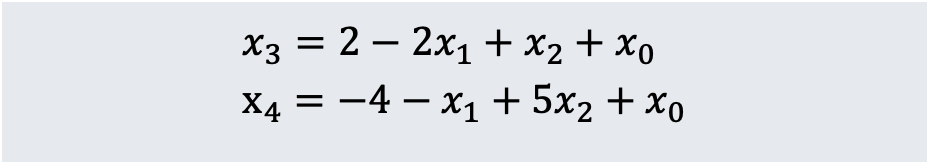 x₃ = 2 − 2x₁ + x₂ + x₀
x₄ = −4 − x₁ + 5x₂ + x₀